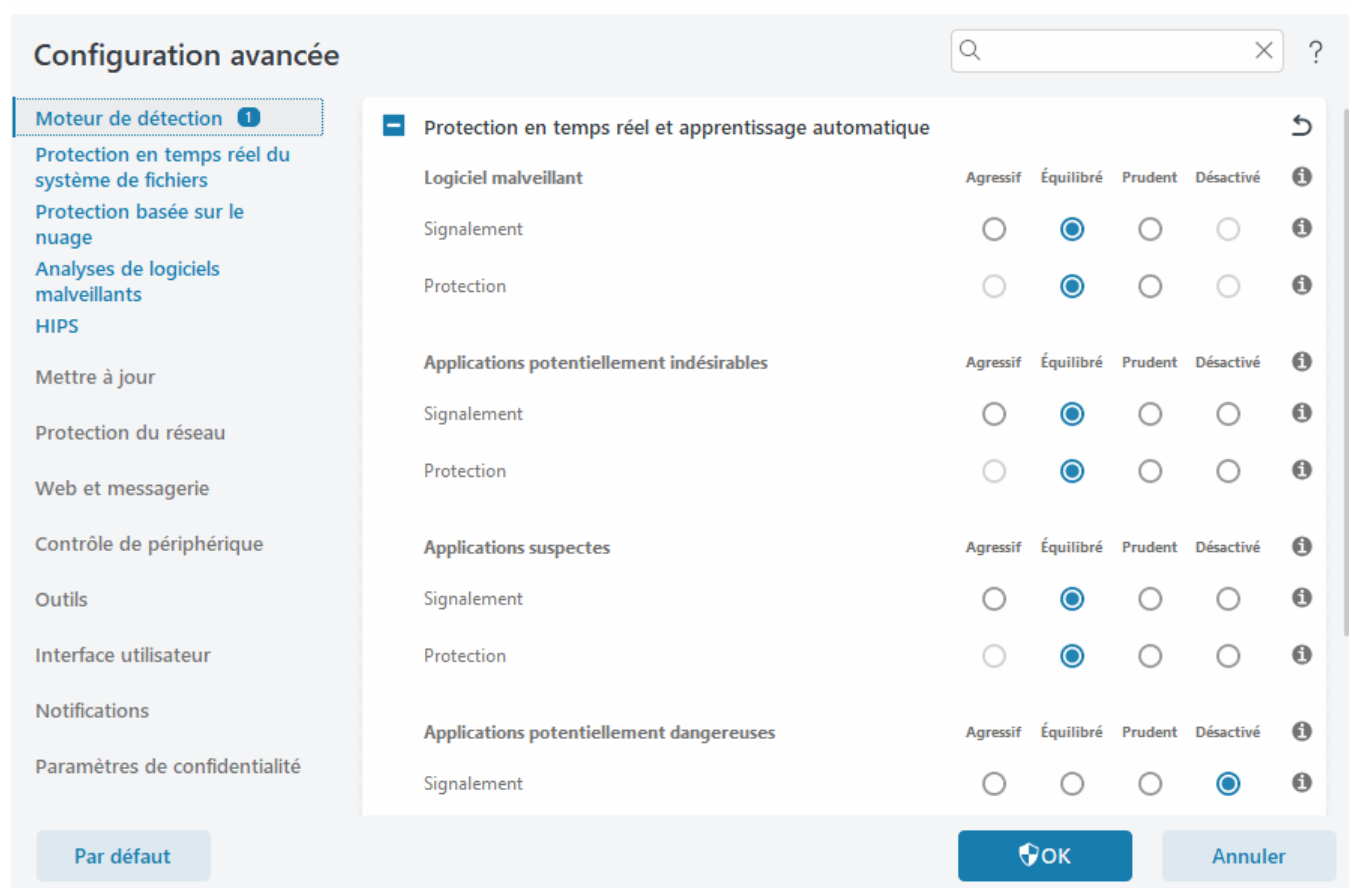 Configuration avancée
?
Moteur de détection 1
Protection en temps réel du
système de fichiers
Protection basée sur le
nuage
Analyses de logiciels
malveillants
HIPS
Mettre à jour
Protection du réseau
Web et messagerie
Contrôle de périphérique
Outils
Interface utilisateur
Notifications
Paramètres de confidentialité
Protection en temps réel et apprentissage automatique
Logiciel malveillant Agressif Équilibré Prudent Désactivé
Signalement
Protection
Applications potentiellement indésirables Agressif Équilibré Prudent Désactivé
Signalement
Protection
Applications suspectes Agressif Équilibré Prudent Désactivé
Signalement
Protection
Applications potentiellement dangereuses Agressif Équilibré Prudent Désactivé
Signalement
Par défaut OK Annuler